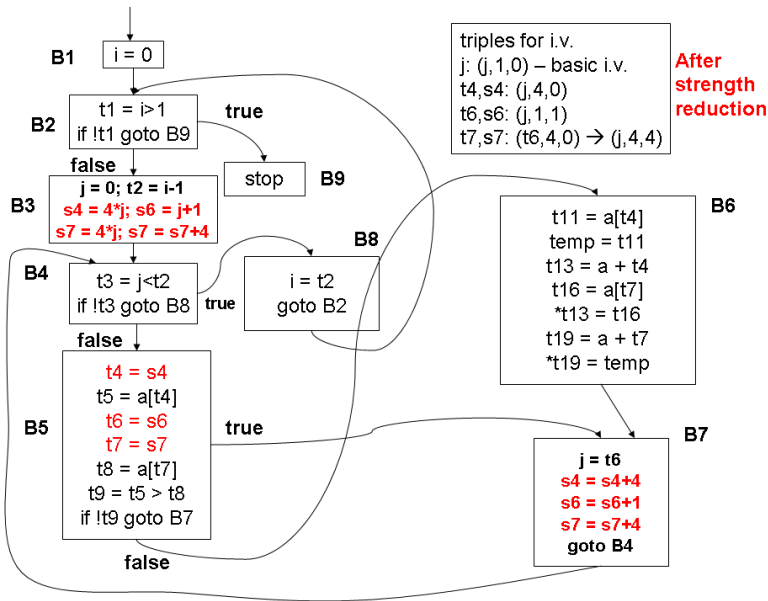 B1
i = 0
B2
t1 = i>1
if !t1 goto B9
true
false
stop
B9
B3
j = 0; t2 = i-1
s4 = 4*j; s6 = j+1
s7 = 4*j; s7 = s7+4
B4
t3 = j<t2
if !t3 goto B8
true
false
B8
i = t2
goto B2
B5
t4 = s4
t5 = a[t4]
t6 = s6
t7 = s7
t8 = a[t7]
t9 = t5 > t8
if !t9 goto B7
true
false
triples for i.v.
j: (j,1,0) – basic i.v.
t4,s4: (j,4,0)
t6,s6: (j,1,1)
t7,s7: (t6,4,0) → (j,4,4)
After
strength
reduction
B6
t11 = a[t4]
temp = t11
t13 = a + t4
t16 = a[t7]
*t13 = t16
t19 = a + t7
*t19 = temp
B7
j = t6
s4 = s4+4
s6 = s6+1
s7 = s7+4
goto B4